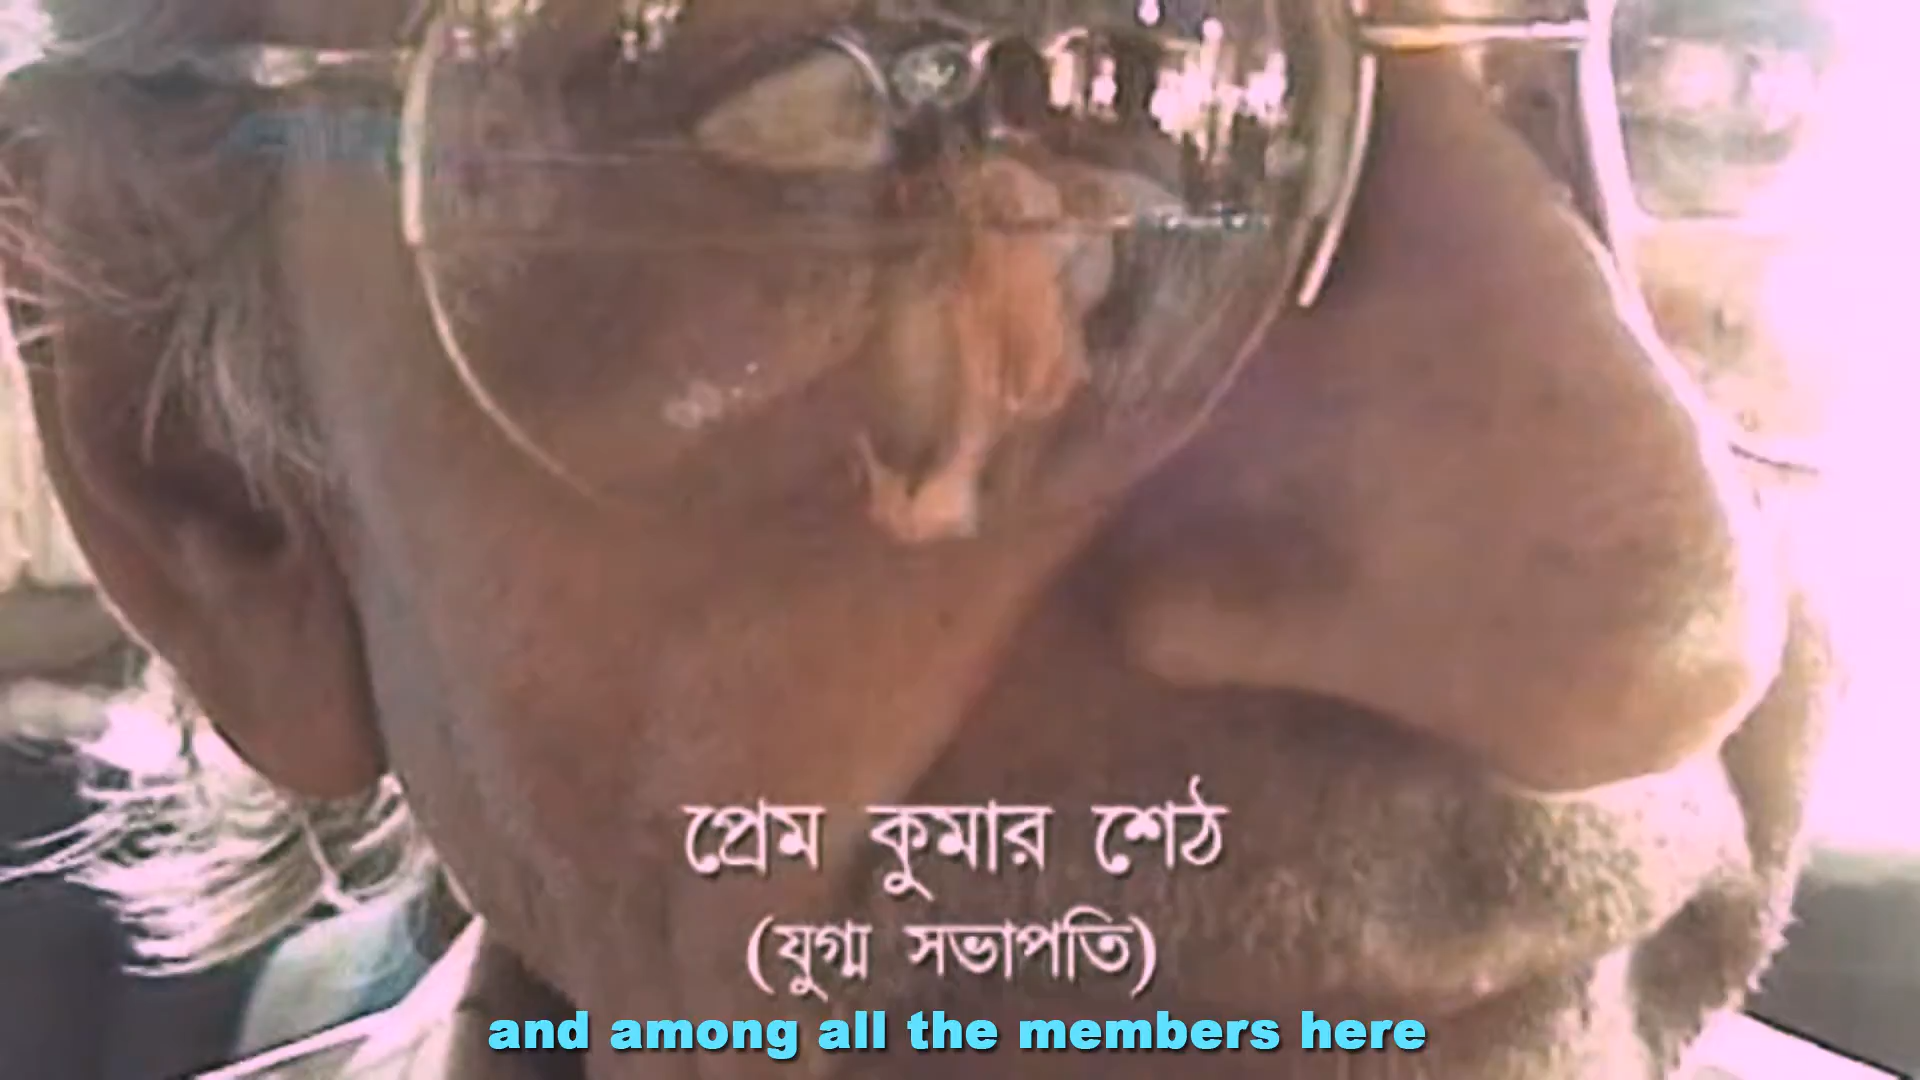 প্রেম কুমার শেঠ
(যুগ্ম সভাপতি)
and among all the members here